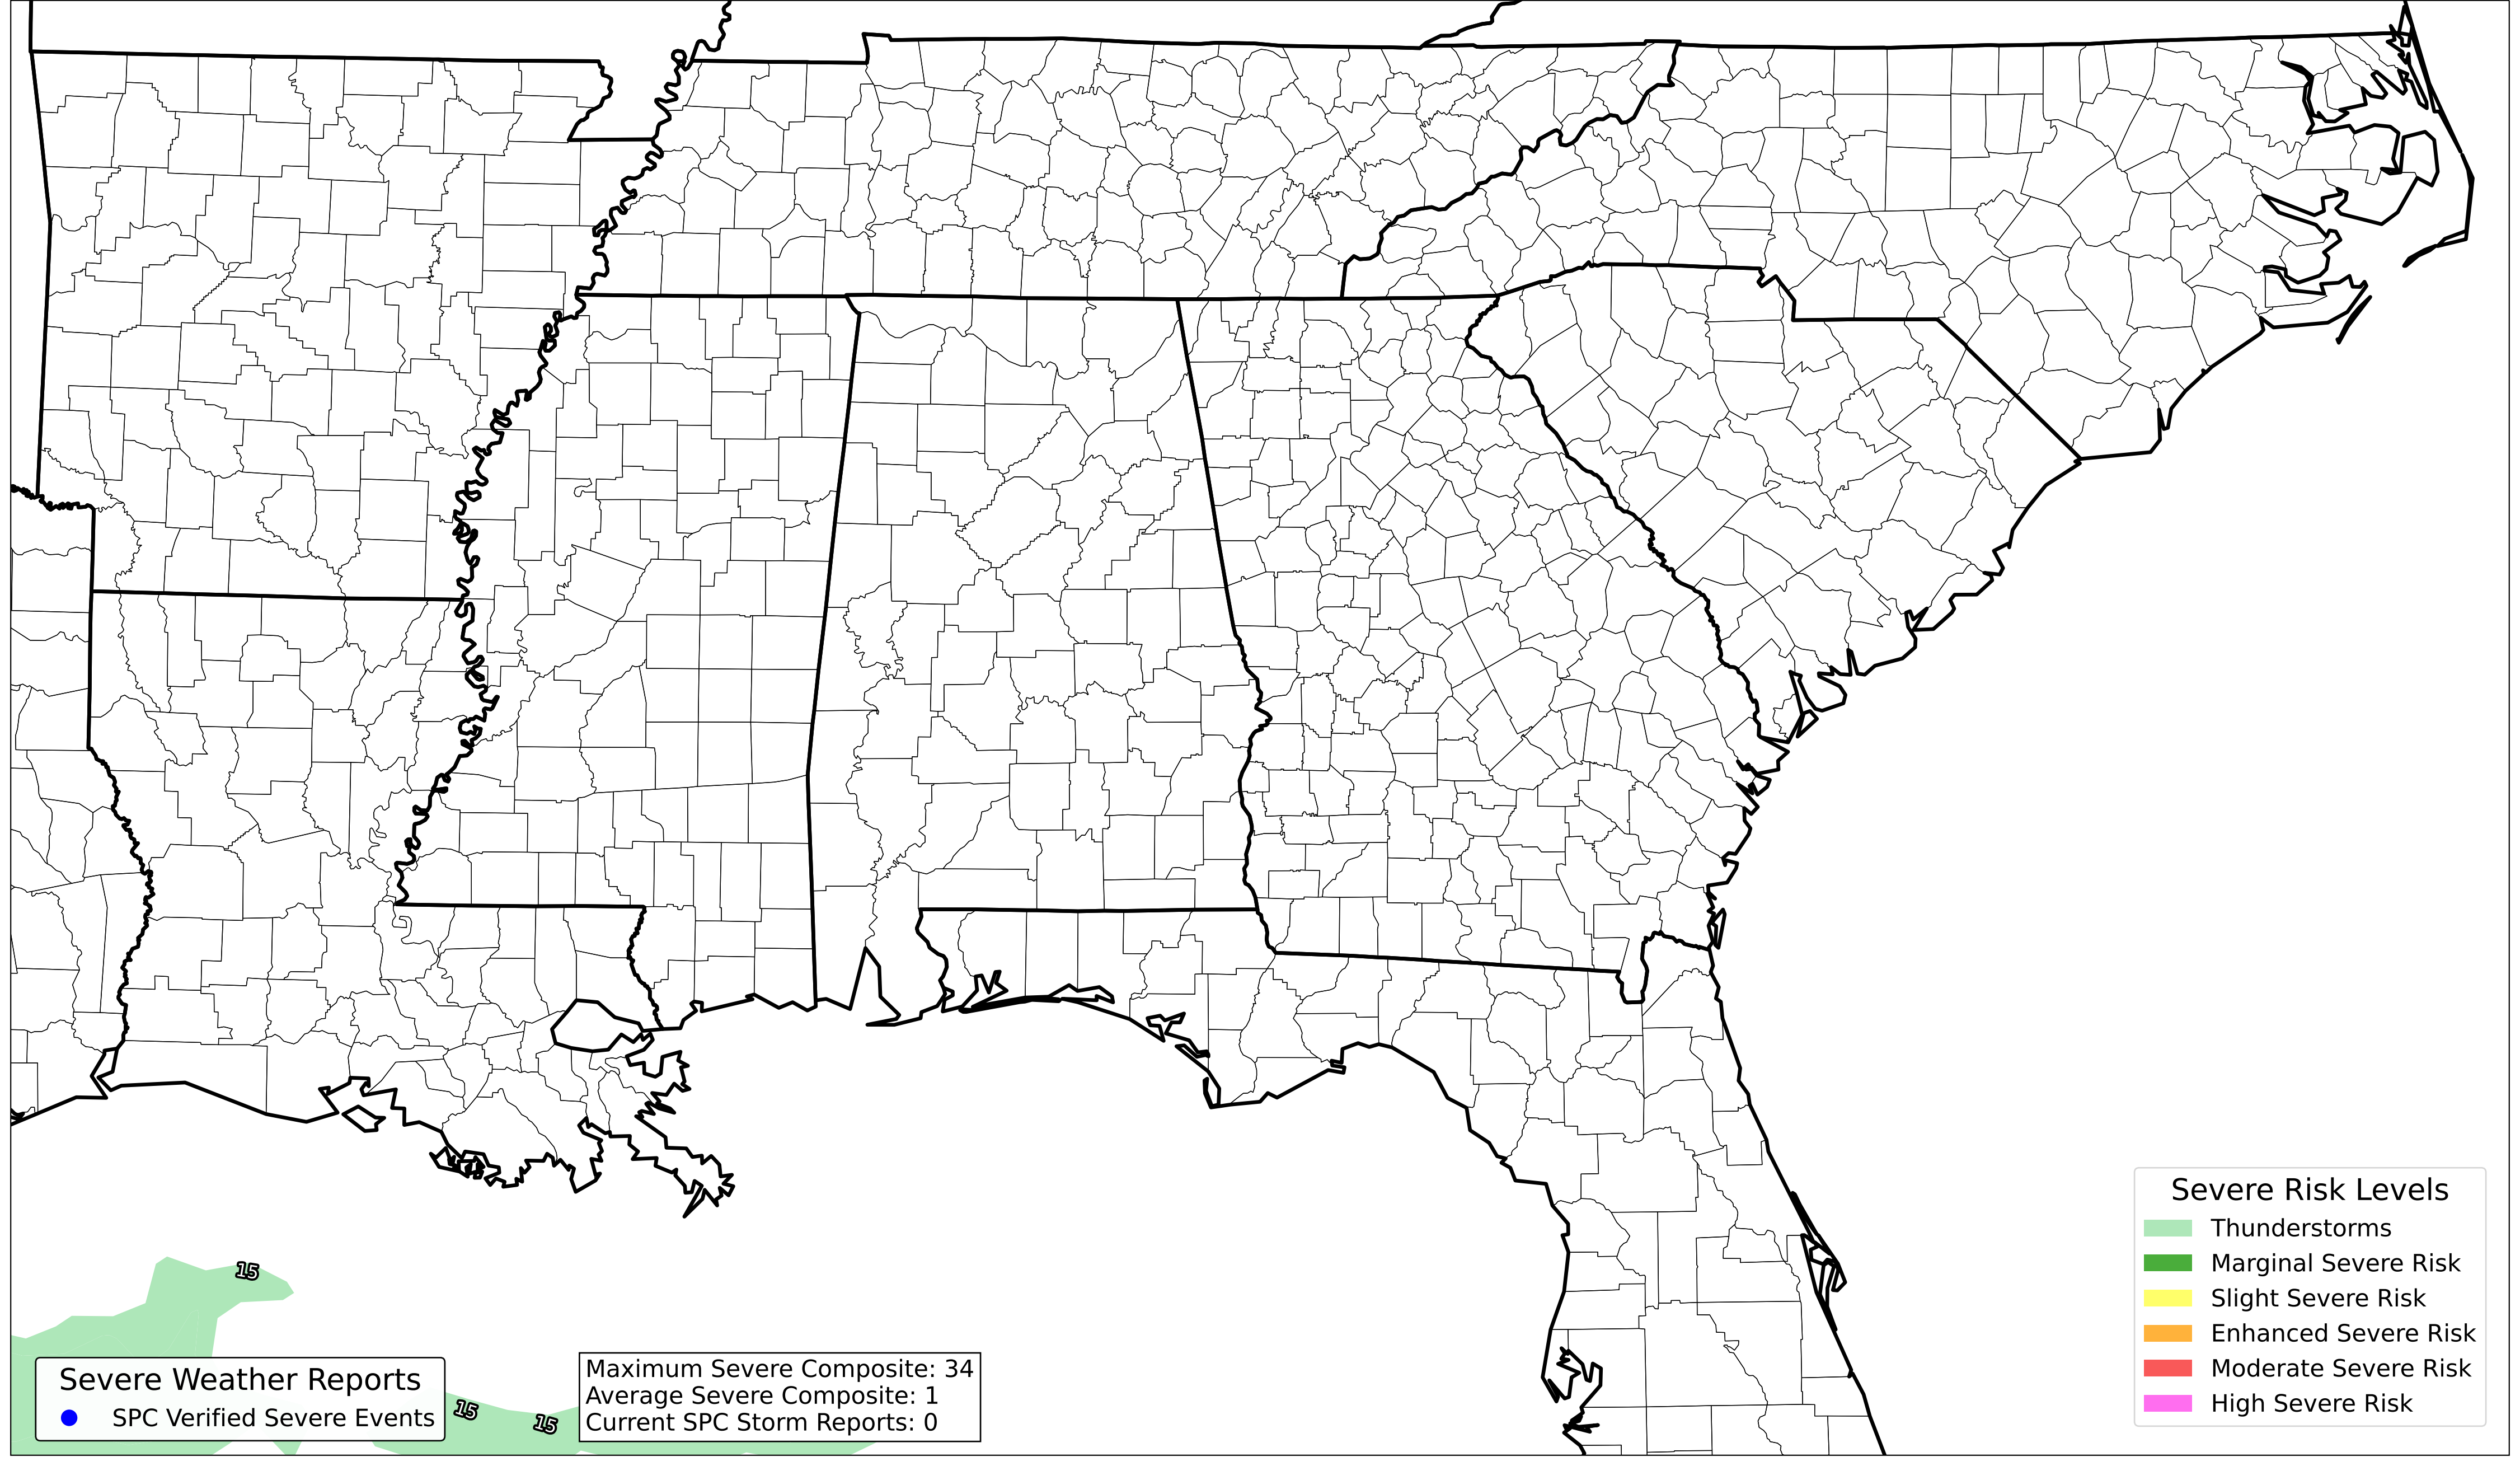 15
Severe Weather Reports
SPC Verified Severe Events
15
15
Maximum Severe Composite: 34
Average Severe Composite: 1
Current SPC Storm Reports: 0
Severe Risk Levels
Thunderstorms
Marginal Severe Risk
Slight Severe Risk
Enhanced Severe Risk
Moderate Severe Risk
High Severe Risk